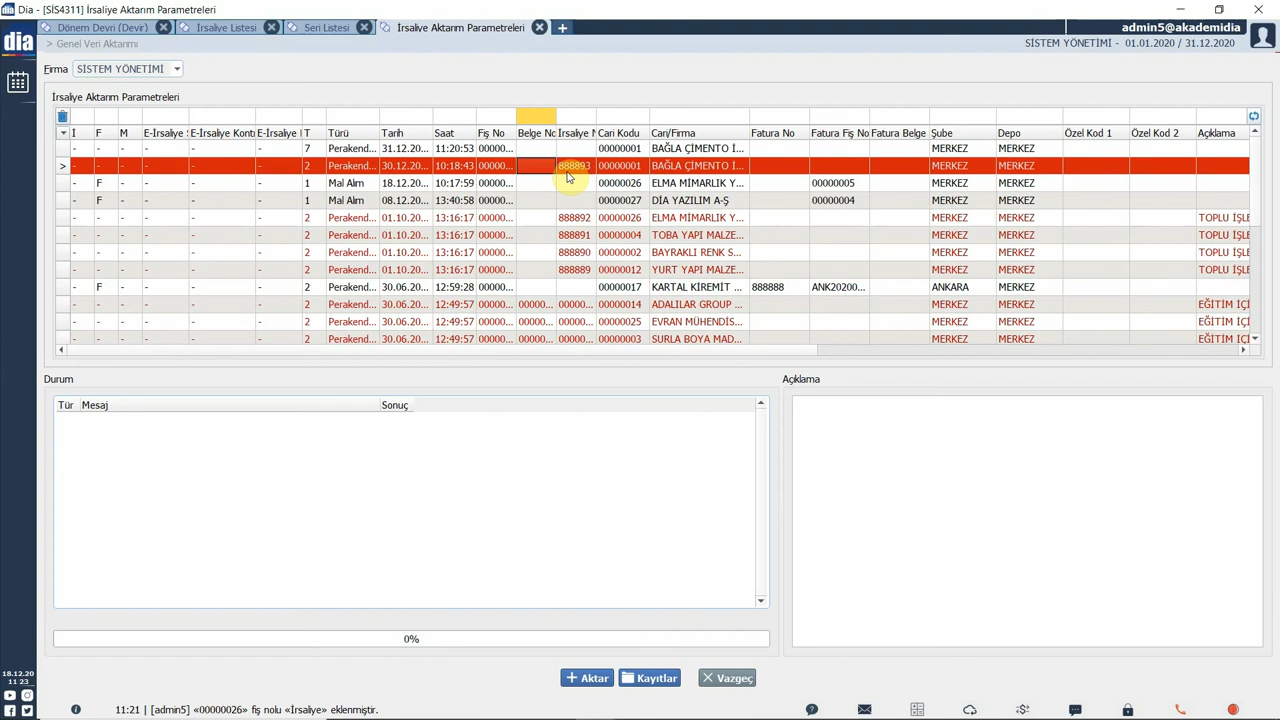 Dia - [SİS4311] İrsaliye Aktarım Parametreleri
dia
Dönem Devri (Devir) İrsaliye Listesi Seri Listesi İrsaliye Aktarım Parametreleri
admin5@akademidia
> Genel Veri Aktarımı
SİSTEM YÖNETİMİ - 01.01.2020 / 31.12.2020
Firma SİSTEM YÖNETİMİ
İrsaliye Aktarım Parametreleri
İ F M E-İrsaliye E-İrsaliye Kont E-İrsaliye T Türü Tarih Saat Fiş No Belge No İrsaliye N Cari Kodu Cari/Firma Fatura No Fatura Fiş No Fatura Belge Şube Depo Özel Kod 1 Özel Kod 2 Açıklama
- - - - - - 7 Perakend... 31.12.20... 11:20:53 00000... 00000001 BAĞLA ÇİMENTO İ... MERKEZ MERKEZ
> - - - - - - 2 Perakend... 30.12.20... 10:18:43 00000... 888893 00000001 BAĞLA ÇİMENTO İ... MERKEZ MERKEZ
- F - - - - 1 Mal Alım 18.12.20... 10:17:59 00000... 00000026 ELMA MİMARLIK Y... 00000005 MERKEZ MERKEZ
- F - - - - 1 Mal Alım 08.12.20... 13:40:58 00000... 00000027 DİA YAZILIM A-Ş 00000004 MERKEZ MERKEZ
- - - - - - 2 Perakend... 01.10.20... 13:16:17 00000... 888892 00000026 ELMA MİMARLIK Y... MERKEZ MERKEZ TOPLU İŞLE
- - - - - - 2 Perakend... 01.10.20... 13:16:17 00000... 888891 00000004 TOBA YAPI MALZE... MERKEZ MERKEZ TOPLU İŞLE
- - - - - - 2 Perakend... 01.10.20... 13:16:17 00000... 888890 00000002 BAYRAKLI RENK S... MERKEZ MERKEZ TOPLU İŞLE
- - - - - - 2 Perakend... 01.10.20... 13:16:17 00000... 888889 00000012 YURT YAPI MALZE... MERKEZ MERKEZ TOPLU İŞLE
- F - - - - 2 Perakend... 30.06.20... 12:59:28 00000... 00000017 KARTAL KİREMİT ... 888888 ANK20200... ANKARA MERKEZ
- - - - - - 2 Perakend... 30.06.20... 12:49:57 00000... 00000... 00000... 00000014 ADALILAR GROUP ... MERKEZ MERKEZ EĞİTİM İÇİ
- - - - - - 2 Perakend... 30.06.20... 12:49:57 00000... 00000... 00000... 00000025 EVRAN MÜHENDİS... MERKEZ MERKEZ EĞİTİM İÇİ
- - - - - - 2 Perakend... 30.06.20... 12:49:57 00000... 00000... 00000... 00000003 SURLA BOYA MAD... MERKEZ MERKEZ EĞİTİM İÇİ
Durum Açıklama
Tür Mesaj Sonuç
0%
Aktar Kayıtlar Vazgeç
18.12.20
11 23
11:21 | [admin5] «00000026» fiş nolu «İrsaliye» eklenmiştir.